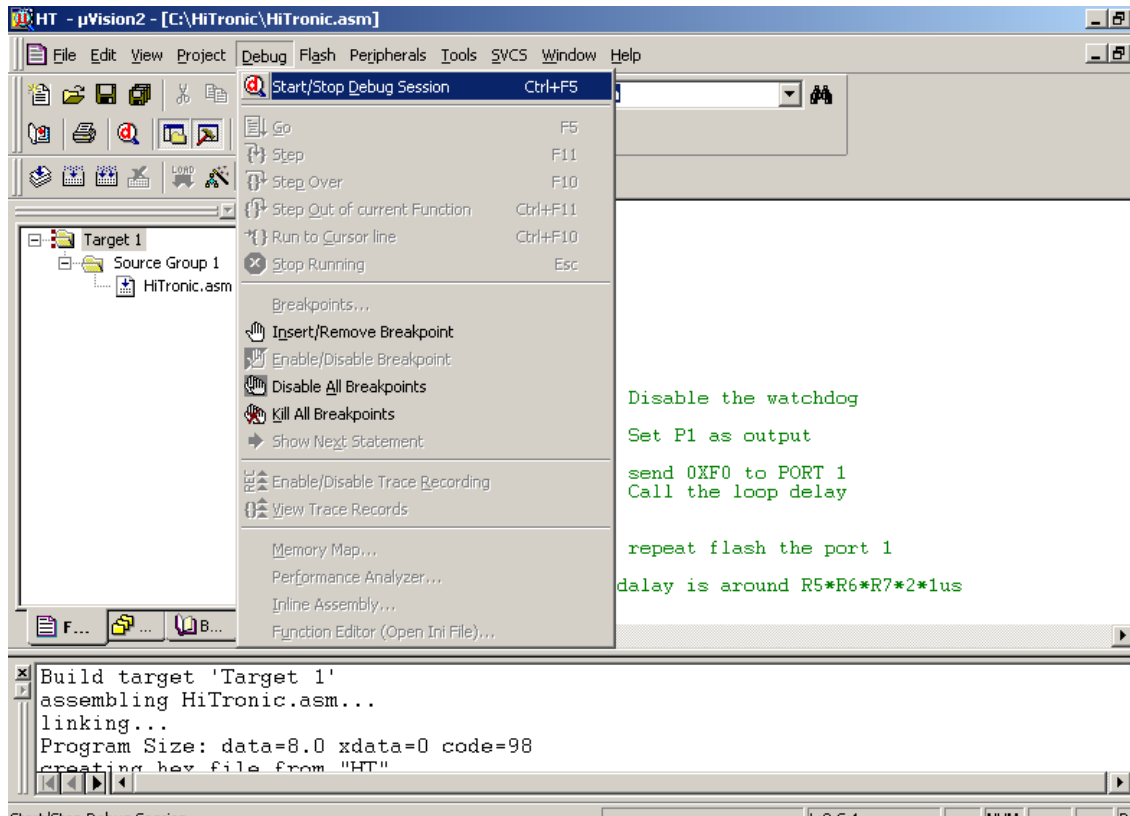 HT - µVision2 - [C:\HiTronic\HiTronic.asm]
File Edit View Project Debug Flash Peripherals Tools SVCS Window Help
Start/Stop Debug Session Ctrl+F5
Go F5
Step F11
Step Over F10
Step Out of current Function Ctrl+F11
Run to Cursor line Ctrl+F10
Stop Running Esc
Breakpoints...
Insert/Remove Breakpoint
Enable/Disable Breakpoint
Disable All Breakpoints
Kill All Breakpoints
Show Next Statement
Enable/Disable Trace Recording
View Trace Records
Memory Map...
Performance Analyzer...
Inline Assembly...
Function Editor (Open Ini File)...
LOAD
Target 1
Source Group 1
HiTronic.asm
F... ... B...
Disable the watchdog
Set P1 as output
send 0XF0 to PORT 1
Call the loop delay
repeat flash the port 1
dalay is around R5*R6*R7*2*1us
Build target 'Target 1'
assembling HiTronic.asm...
linking...
Program Size: data=8.0 xdata=0 code=98
creating hex file from "HT"